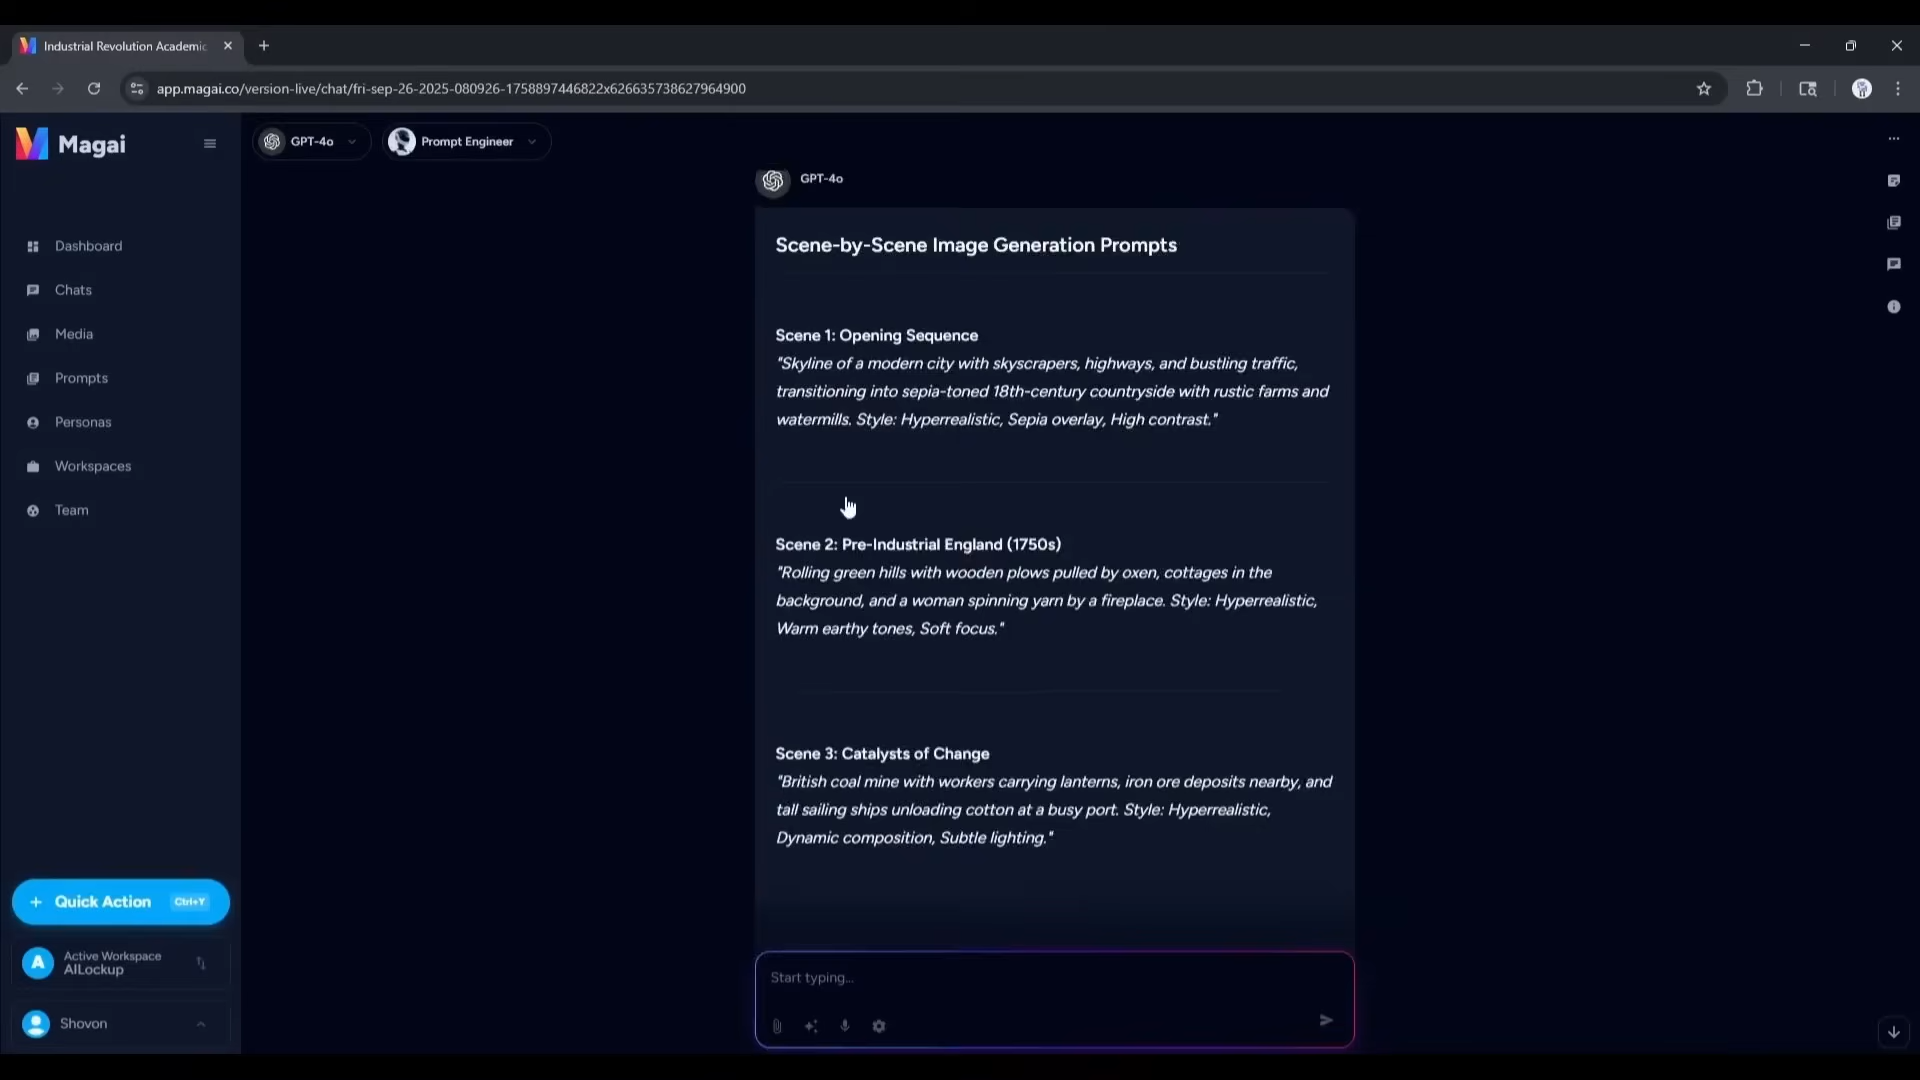 Industrial Revolution Academic
app.magai.co/version-live/chat/fri-sep-26-2025-080926-1758897446822x626635738627964900
Magai
GPT-4o
Prompt Engineer
Dashboard
Chats
Media
Prompts
Personas
Workspaces
Team
Quick Action Ctrl+Y
A
Active Workspace
AILockup
Shovon
GPT-4o
Scene-by-Scene Image Generation Prompts
Scene 1: Opening Sequence
"Skyline of a modern city with skyscrapers, highways, and bustling traffic,
transitioning into sepia-toned 18th-century countryside with rustic farms and
watermills. Style: Hyperrealistic, Sepia overlay, High contrast."
Scene 2: Pre-Industrial England (1750s)
"Rolling green hills with wooden plows pulled by oxen, cottages in the
background, and a woman spinning yarn by a fireplace. Style: Hyperrealistic,
Warm earthy tones, Soft focus."
Scene 3: Catalysts of Change
"British coal mine with workers carrying lanterns, iron ore deposits nearby, and
tall sailing ships unloading cotton at a busy port. Style: Hyperrealistic,
Dynamic composition, Subtle lighting."
Start typing...